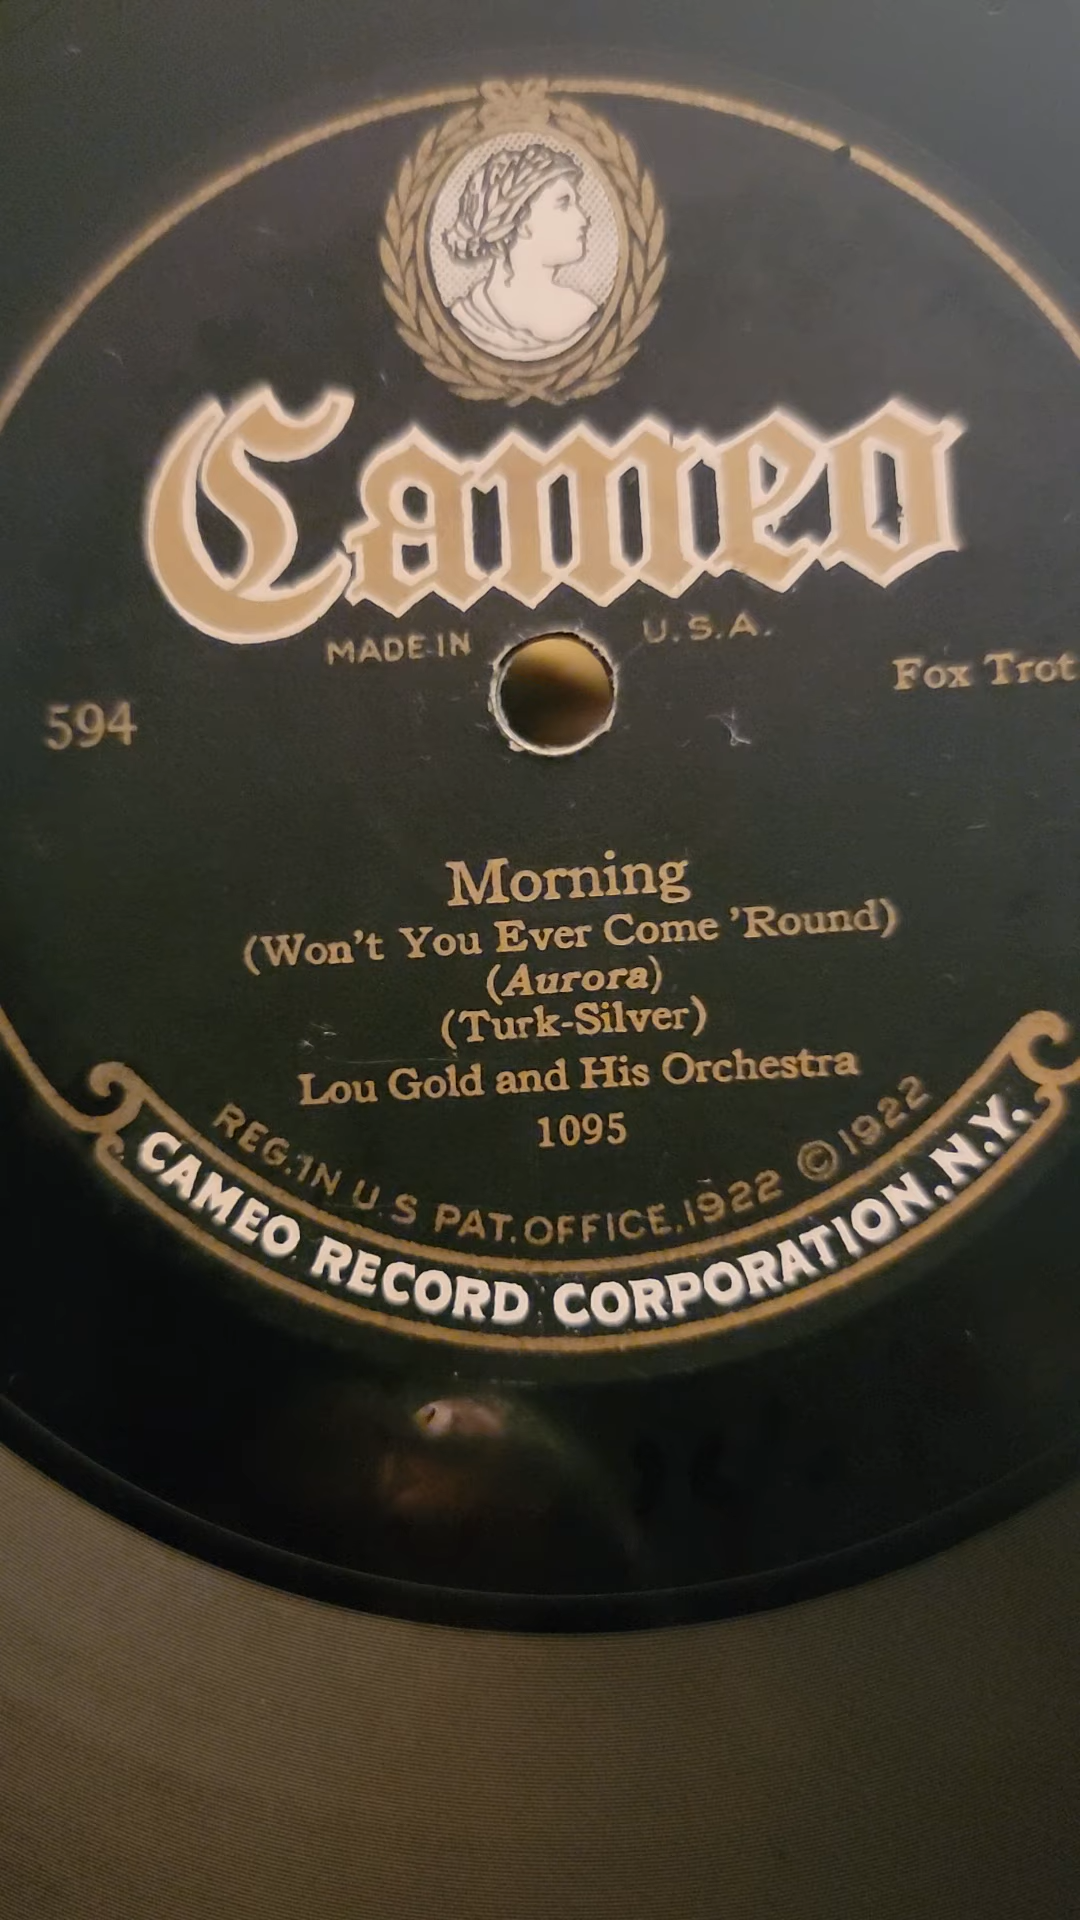 Cameo
MADE IN U.S.A.
594
Fox Trot
Morning
(Won't You Ever Come 'Round)
(Aurora)
(Turk-Silver)
Lou Gold and His Orchestra
1095
REG. IN U.S PAT. OFFICE, 1922 © 1922
CAMEO RECORD CORPORATION, N.Y.